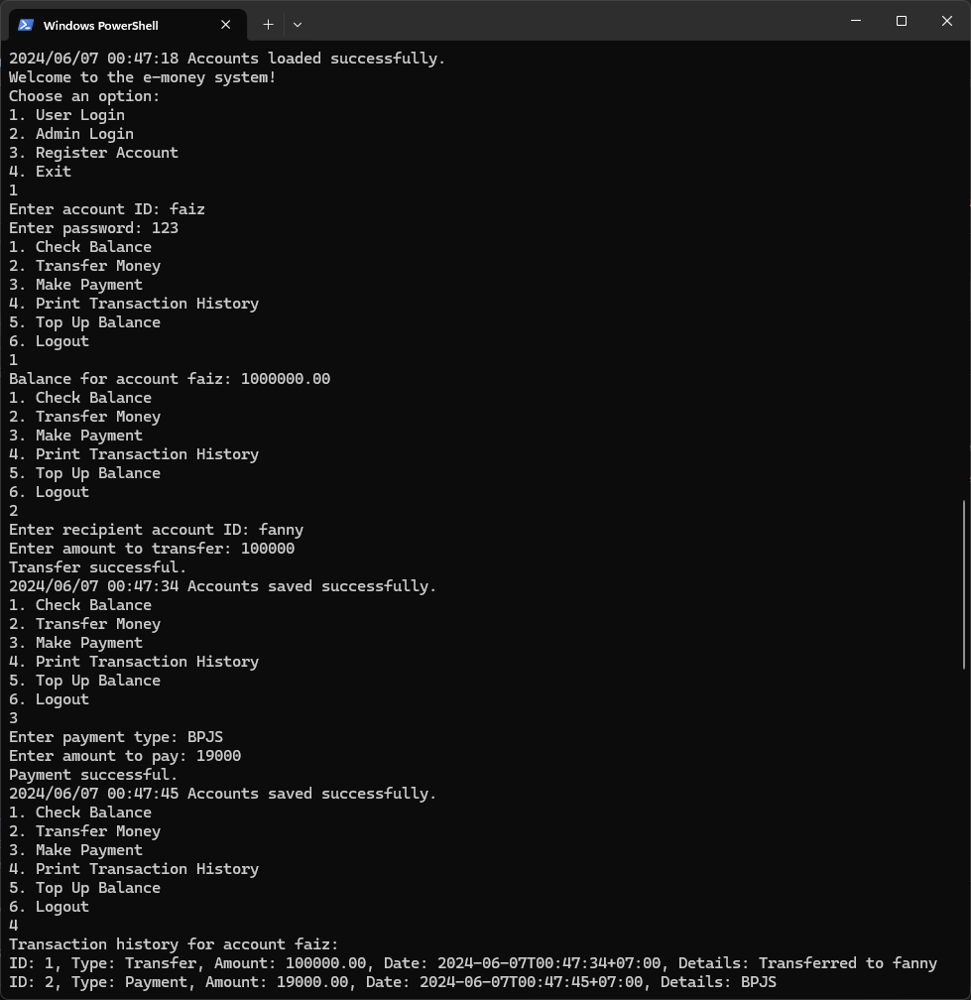 Windows PowerShell
2024/06/07 00:47:18 Accounts loaded successfully.
Welcome to the e-money system!
Choose an option:
1. User Login
2. Admin Login
3. Register Account
4. Exit
1
Enter account ID: faiz
Enter password: 123
1. Check Balance
2. Transfer Money
3. Make Payment
4. Print Transaction History
5. Top Up Balance
6. Logout
1
Balance for account faiz: 1000000.00
1. Check Balance
2. Transfer Money
3. Make Payment
4. Print Transaction History
5. Top Up Balance
6. Logout
2
Enter recipient account ID: fanny
Enter amount to transfer: 100000
Transfer successful.
2024/06/07 00:47:34 Accounts saved successfully.
1. Check Balance
2. Transfer Money
3. Make Payment
4. Print Transaction History
5. Top Up Balance
6. Logout
3
Enter payment type: BPJS
Enter amount to pay: 19000
Payment successful.
2024/06/07 00:47:45 Accounts saved successfully.
1. Check Balance
2. Transfer Money
3. Make Payment
4. Print Transaction History
5. Top Up Balance
6. Logout
4
Transaction history for account faiz:
ID: 1, Type: Transfer, Amount: 100000.00, Date: 2024-06-07T00:47:34+07:00, Details: Transferred to fanny
ID: 2, Type: Payment, Amount: 19000.00, Date: 2024-06-07T00:47:45+07:00, Details: BPJS